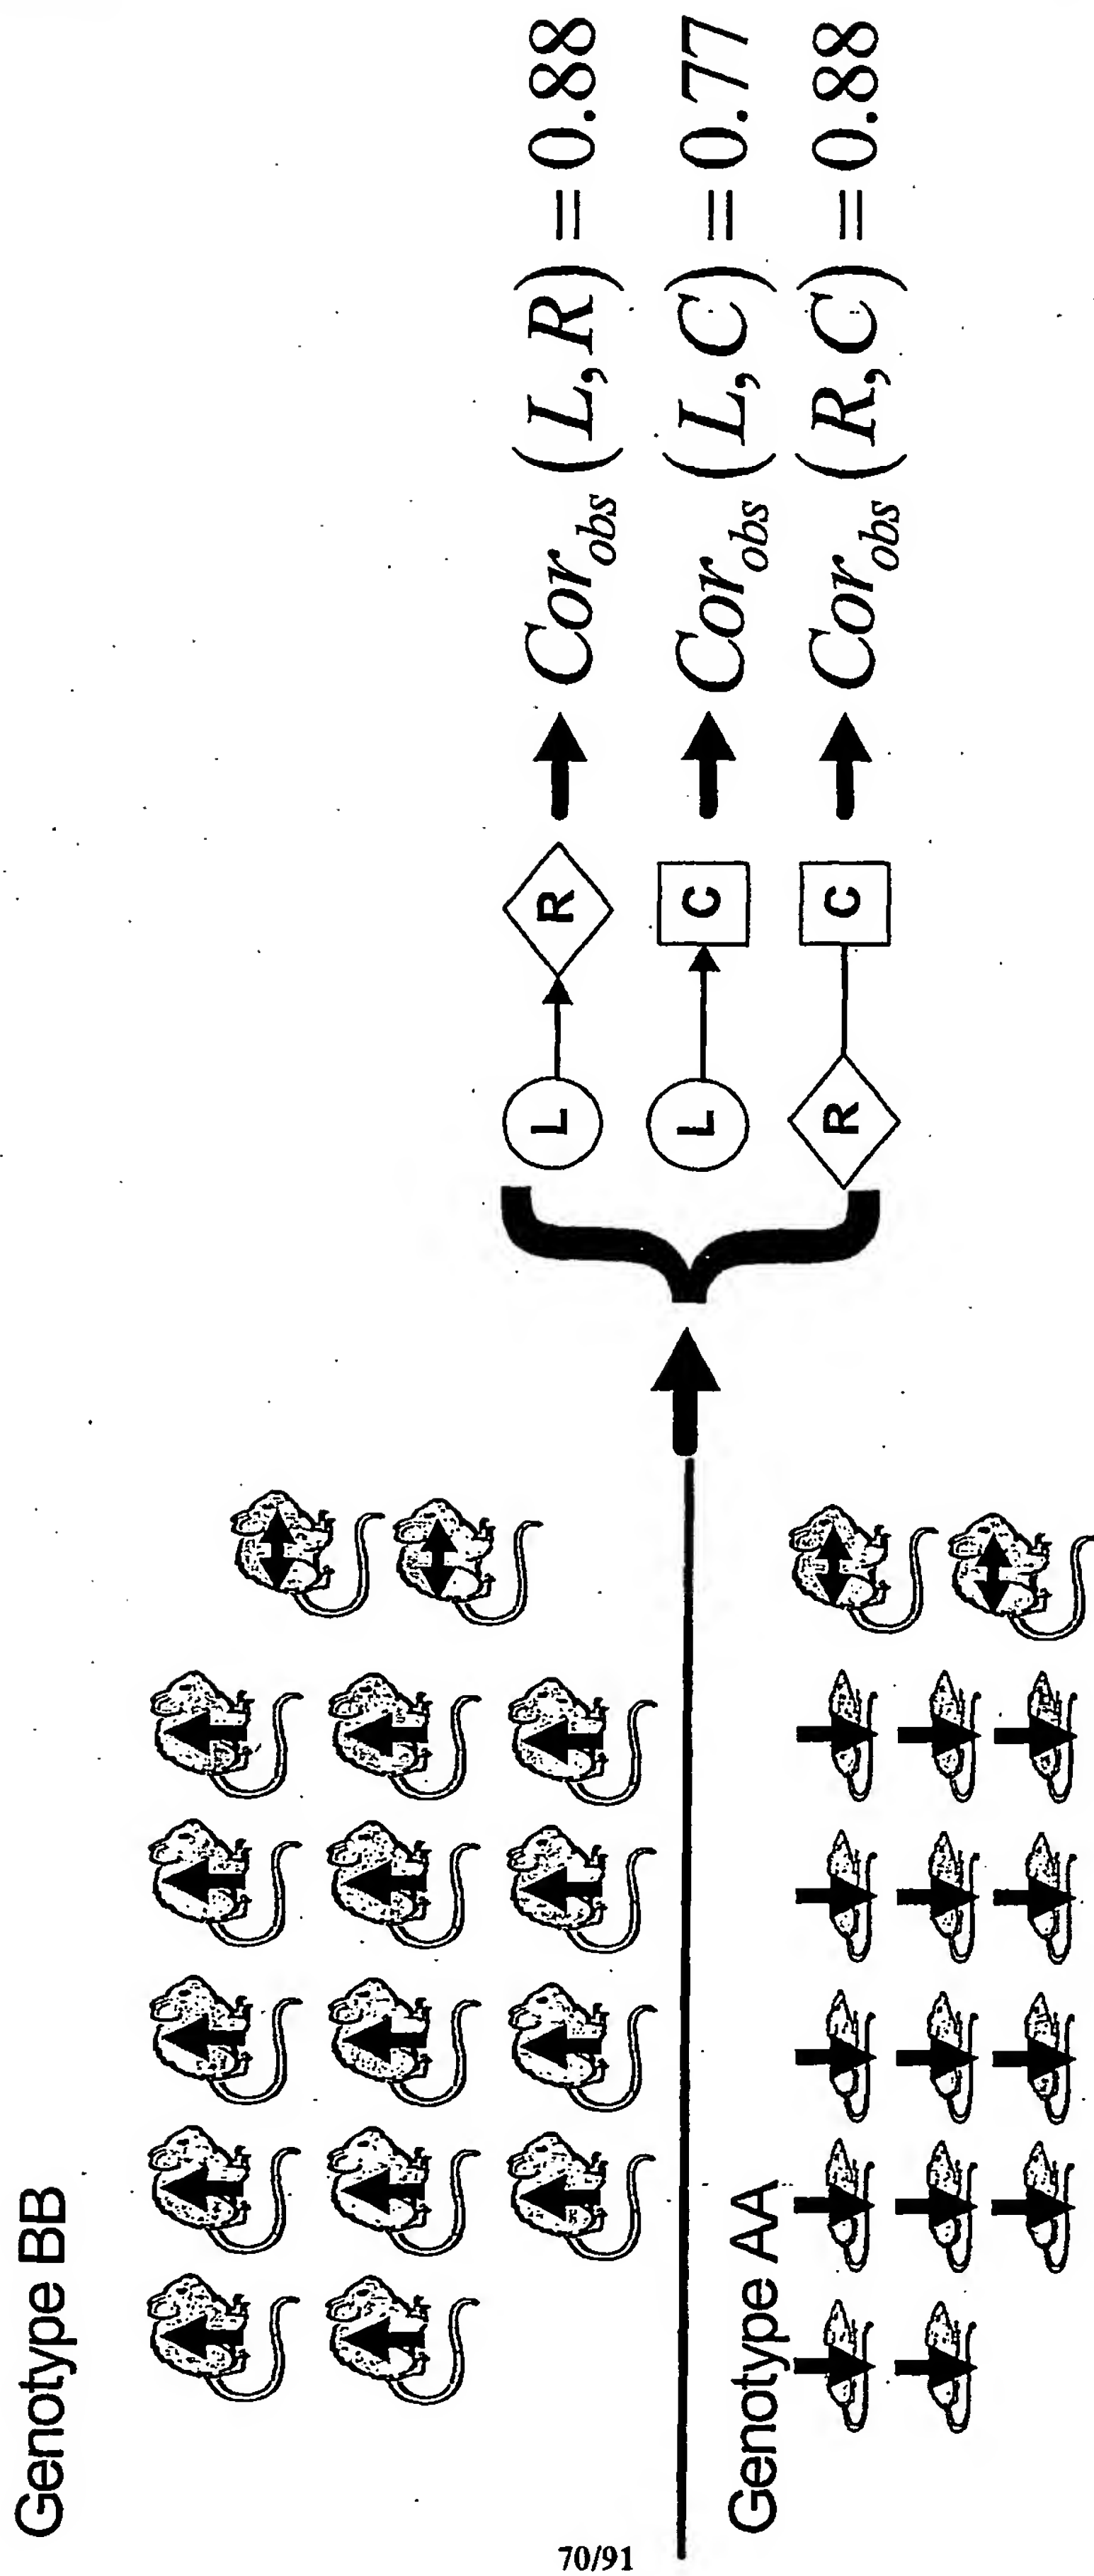 Genotype BB
L R Cor_obs (L, R) = 0.88
L C Cor_obs (L, C) = 0.77
R C Cor_obs (R, C) = 0.88
Genotype AA
70/91